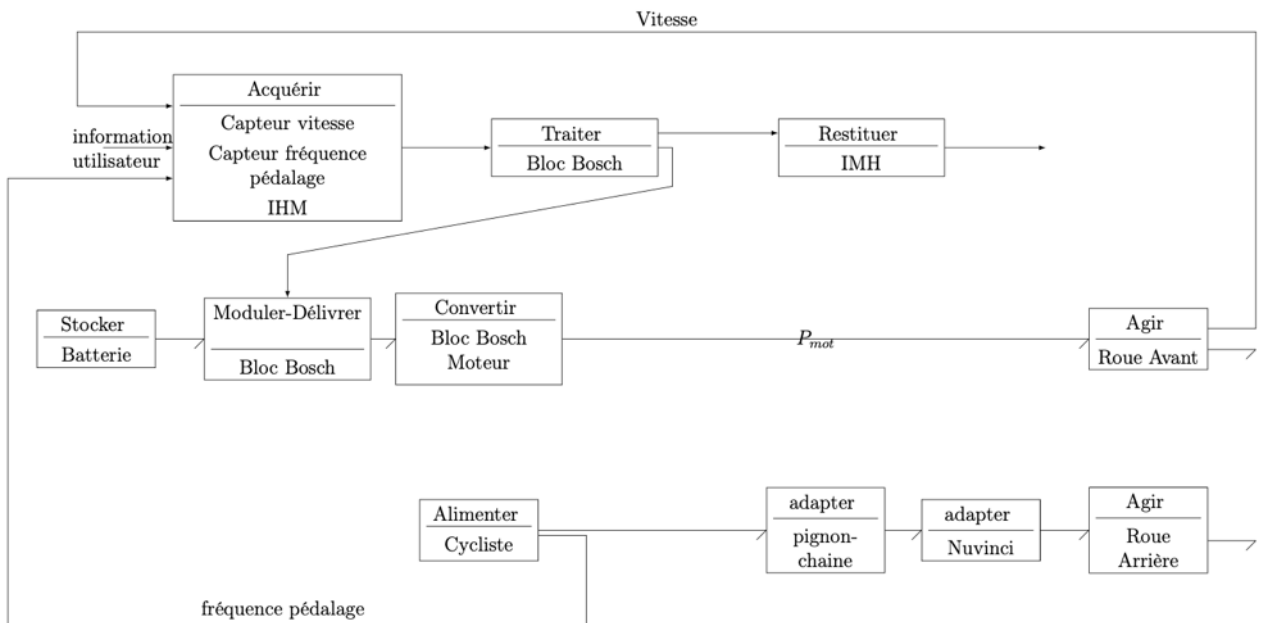 Vitesse
Acquérir
Capteur vitesse
Capteur fréquence
pédalage
IHM
information
utilisateur
Traiter
Bloc Bosch
Restituer
IMH
Stocker
Batterie
Moduler-Délivrer
Bloc Bosch
Convertir
Bloc Bosch
Moteur
P_mot
Agir
Roue Avant
Alimenter
Cycliste
adapter
pignon-
chaine
adapter
Nuvinci
Agir
Roue
Arrière
fréquence pédalage